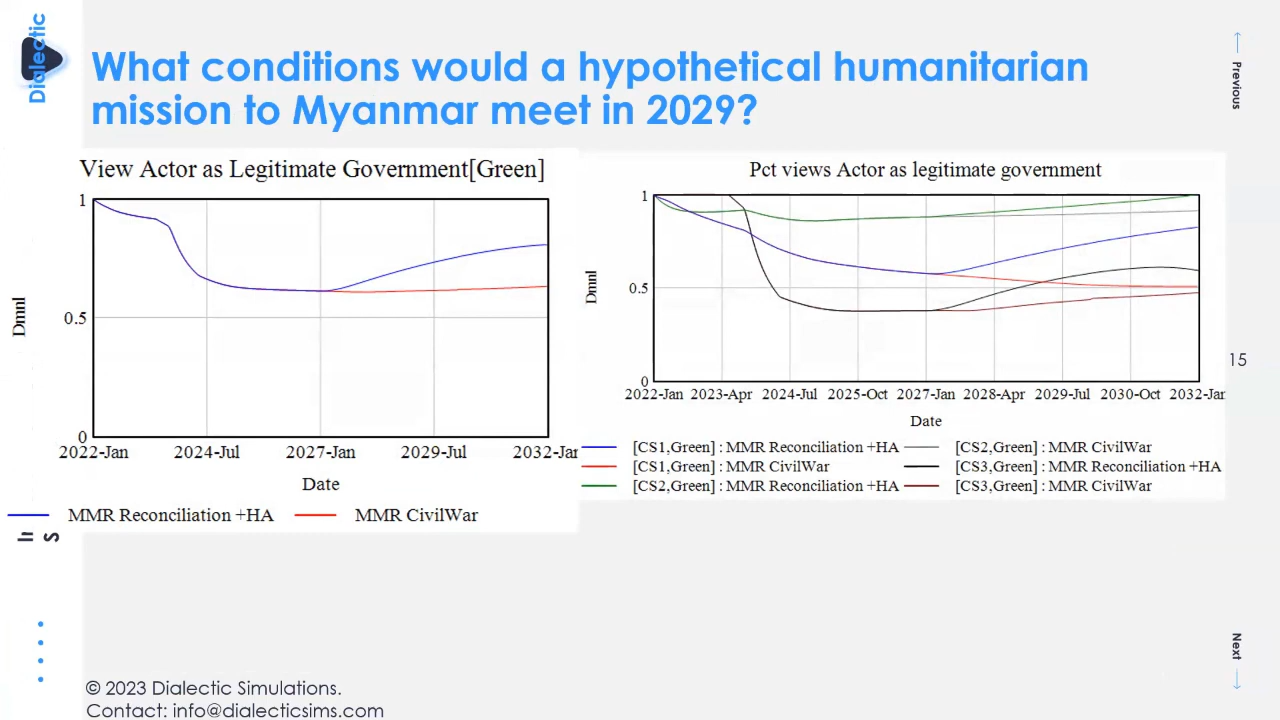 Dialectic
What conditions would a hypothetical humanitarian
mission to Myanmar meet in 2029?
Previous
View Actor as Legitimate Government[Green]
1
0.5
0
Dmnl
2022-Jan 2024-Jul 2027-Jan 2029-Jul 2032-Jan
Date
MMR Reconciliation +HA MMR CivilWar
Pct views Actor as legitimate government
1
0.5
0
Dmnl
2022-Jan 2023-Apr 2024-Jul 2025-Oct 2027-Jan 2028-Apr 2029-Jul 2030-Oct 2032-Jan
Date
[CS1,Green] : MMR Reconciliation +HA [CS2,Green] : MMR CivilWar
[CS1,Green] : MMR CivilWar [CS3,Green] : MMR Reconciliation +HA
[CS2,Green] : MMR Reconciliation +HA [CS3,Green] : MMR CivilWar
15
Next
© 2023 Dialectic Simulations.
Contact: info@dialecticsims.com